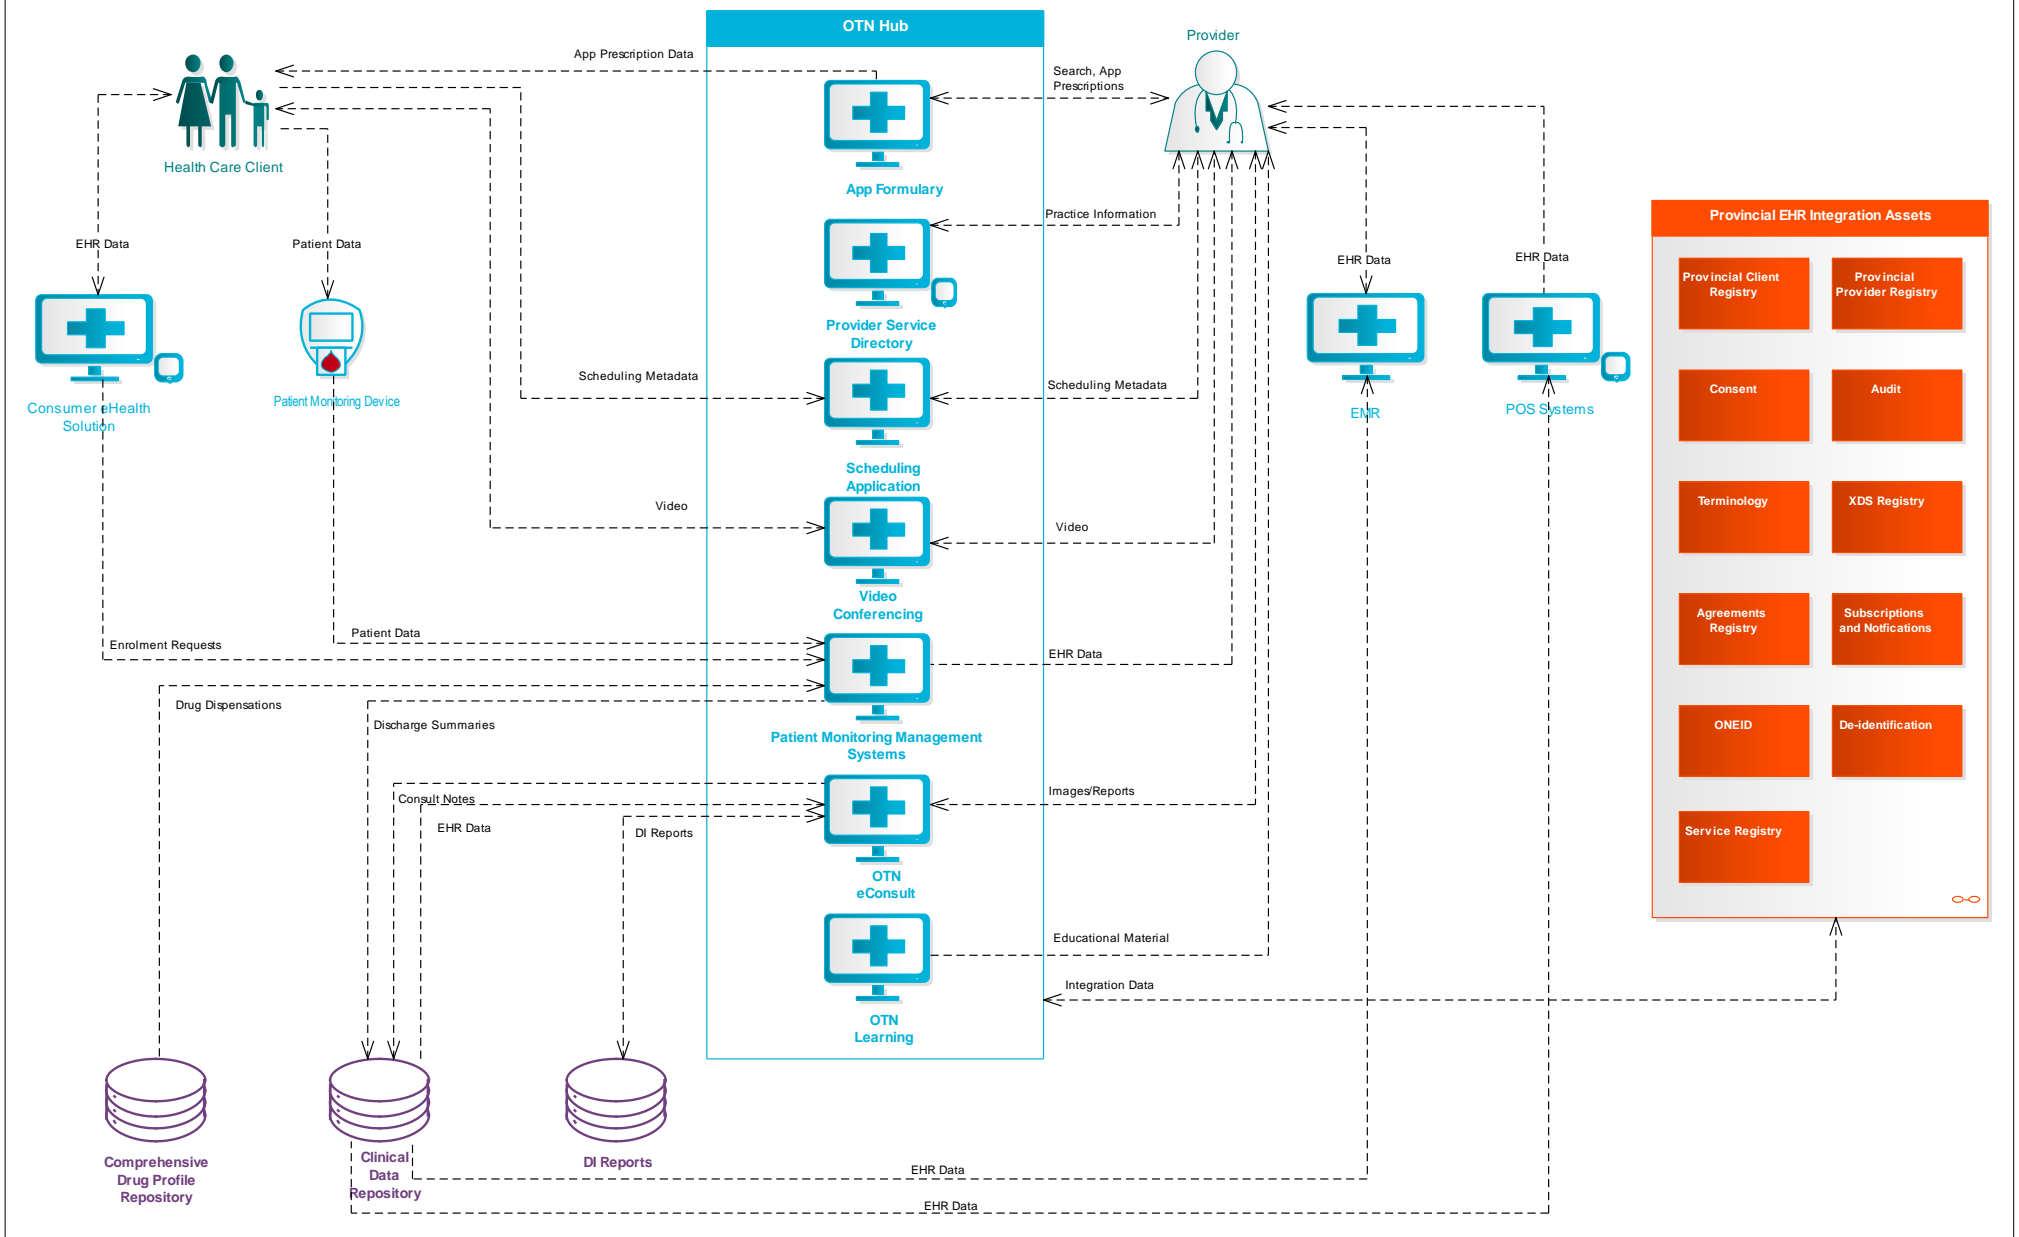 OTN Hub
Provider
App Prescription Data
Search, App
Prescriptions
Health Care Client
App Formulary
Practice Information
Provincial EHR Integration Assets
EHR Data
Patient Data
EHR Data
EHR Data
Provincial Client
Registry
Provincial
Provider Registry
Provider Service
Directory
Scheduling Metadata
Scheduling Metadata
Consent
Audit
Consumer eHealth
Solution
Patient Monitoring Device
EMR
POS Systems
Scheduling
Application
Video
Video
Terminology
XDS Registry
Video
Conferencing
Agreements
Registry
Subscriptions
and Notfications
Patient Data
Enrolment Requests
EHR Data
Drug Dispensations
Discharge Summaries
Patient Monitoring Management
Systems
ONEID
De-identification
Consult Notes
EHR Data
DI Reports
Images/Reports
Service Registry
OTN
eConsult
Educational Material
Integration Data
OTN
Learning
Comprehensive
Drug Profile
Repository
Clinical
Data
Repository
DI Reports
EHR Data
EHR Data